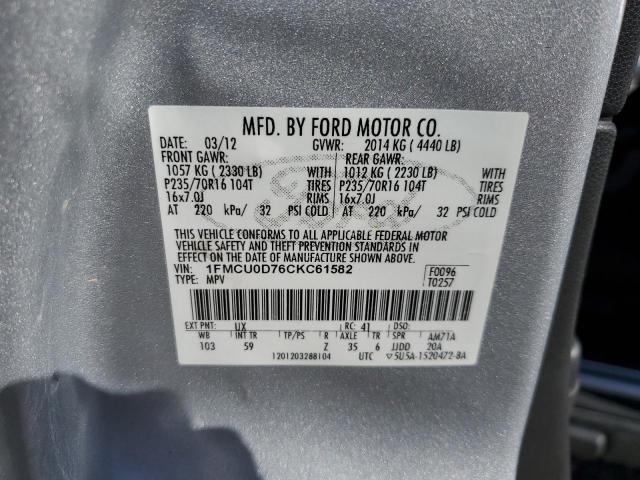 MFD. BY FORD MOTOR CO.
DATE: 03/12 GVWR: 2014 KG (4440 LB)
FRONT GAWR: REAR GAWR:
1057 KG (2330 LB) 1012 KG (2230 LB) WITH
P235/70R16 104T TIRES P235/70R16 104T TIRES
16x7.0J RIMS 16x7.0J RIMS
AT 220 kPa/ 32 PSI COLD AT 220 kPa/ 32 PSI COLD
THIS VEHICLE CONFORMS TO ALL APPLICABLE FEDERAL MOTOR
VEHICLE SAFETY AND THEFT PREVENTION STANDARDS IN
EFFECT ON THE DATE OF MANUFACTURE SHOWN ABOVE.
VIN: 1FMCU0D76CKC61582 F0096
TYPE: MPV T0257
EXT PNT: UX RC: 41 DSO:
WB INT TR TP/PS R AXLE TR SPR AM71A
103 59 Z 35 6 JJDD 20A
1201203288104 UTC 5U5A-1520472-BA
Ford